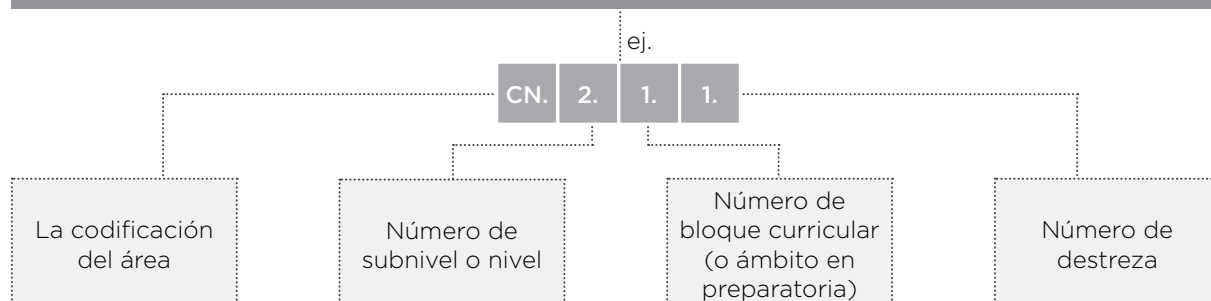 ej.
CN. 2. 1. 1.
La codificación
del área
Número de
subnivel o nivel
Número de
bloque curricular
(o ámbito en
preparatoria)
Número de
destreza